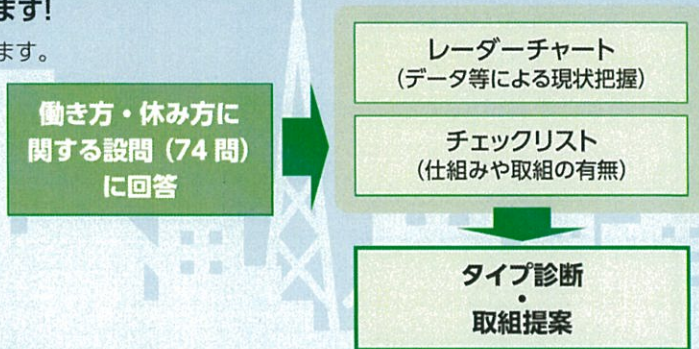 ます!
ます。
働き方・休み方に
関する設問(74問)
に回答
レーダーチャート
(データ等による現状把握)
チェックリスト
(仕組みや取組の有無)
タイプ診断
・
取組提案